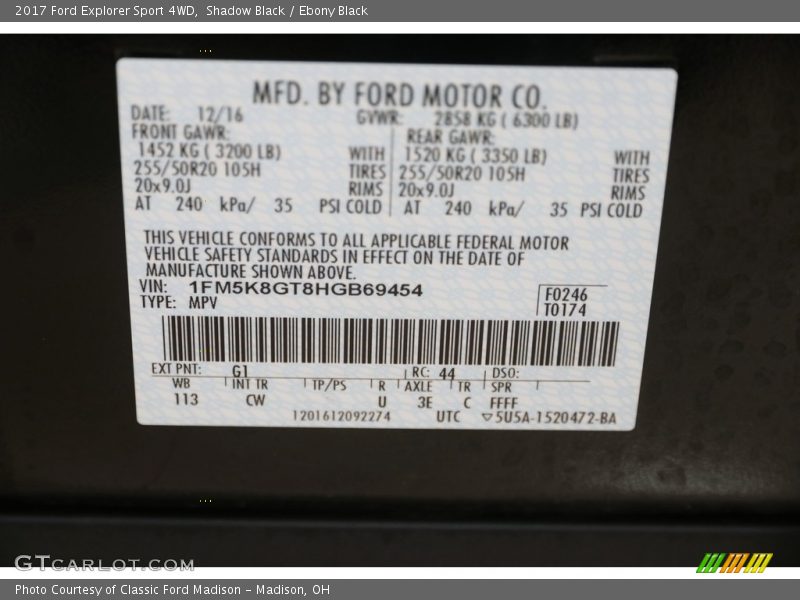 2017 Ford Explorer Sport 4WD, Shadow Black / Ebony Black
MFD. BY FORD MOTOR CO.
DATE: 12/16 GVWR: 2858 KG ( 6300 LB)
FRONT GAWR: REAR GAWR:
1452 KG ( 3200 LB) WITH 1520 KG ( 3350 LB) WITH
255/50R20 105H TIRES 255/50R20 105H TIRES
20x9.0J RIMS 20x9.0J RIMS
AT 240 kPa/ 35 PSI COLD AT 240 kPa/ 35 PSI COLD
THIS VEHICLE CONFORMS TO ALL APPLICABLE FEDERAL MOTOR
VEHICLE SAFETY STANDARDS IN EFFECT ON THE DATE OF
MANUFACTURE SHOWN ABOVE.
VIN: 1FM5K8GT8HGB69454 F0246
TYPE: MPV T0174
EXT PNT: G1 RC: 44 DSO:
WB INT TR TP/PS R AXLE TR SPR
113 CW U 3E C FFFF
1201612092274 UTC ▽5U5A-1520472-BA
GTCARLOT.COM
Photo Courtesy of Classic Ford Madison - Madison, OH